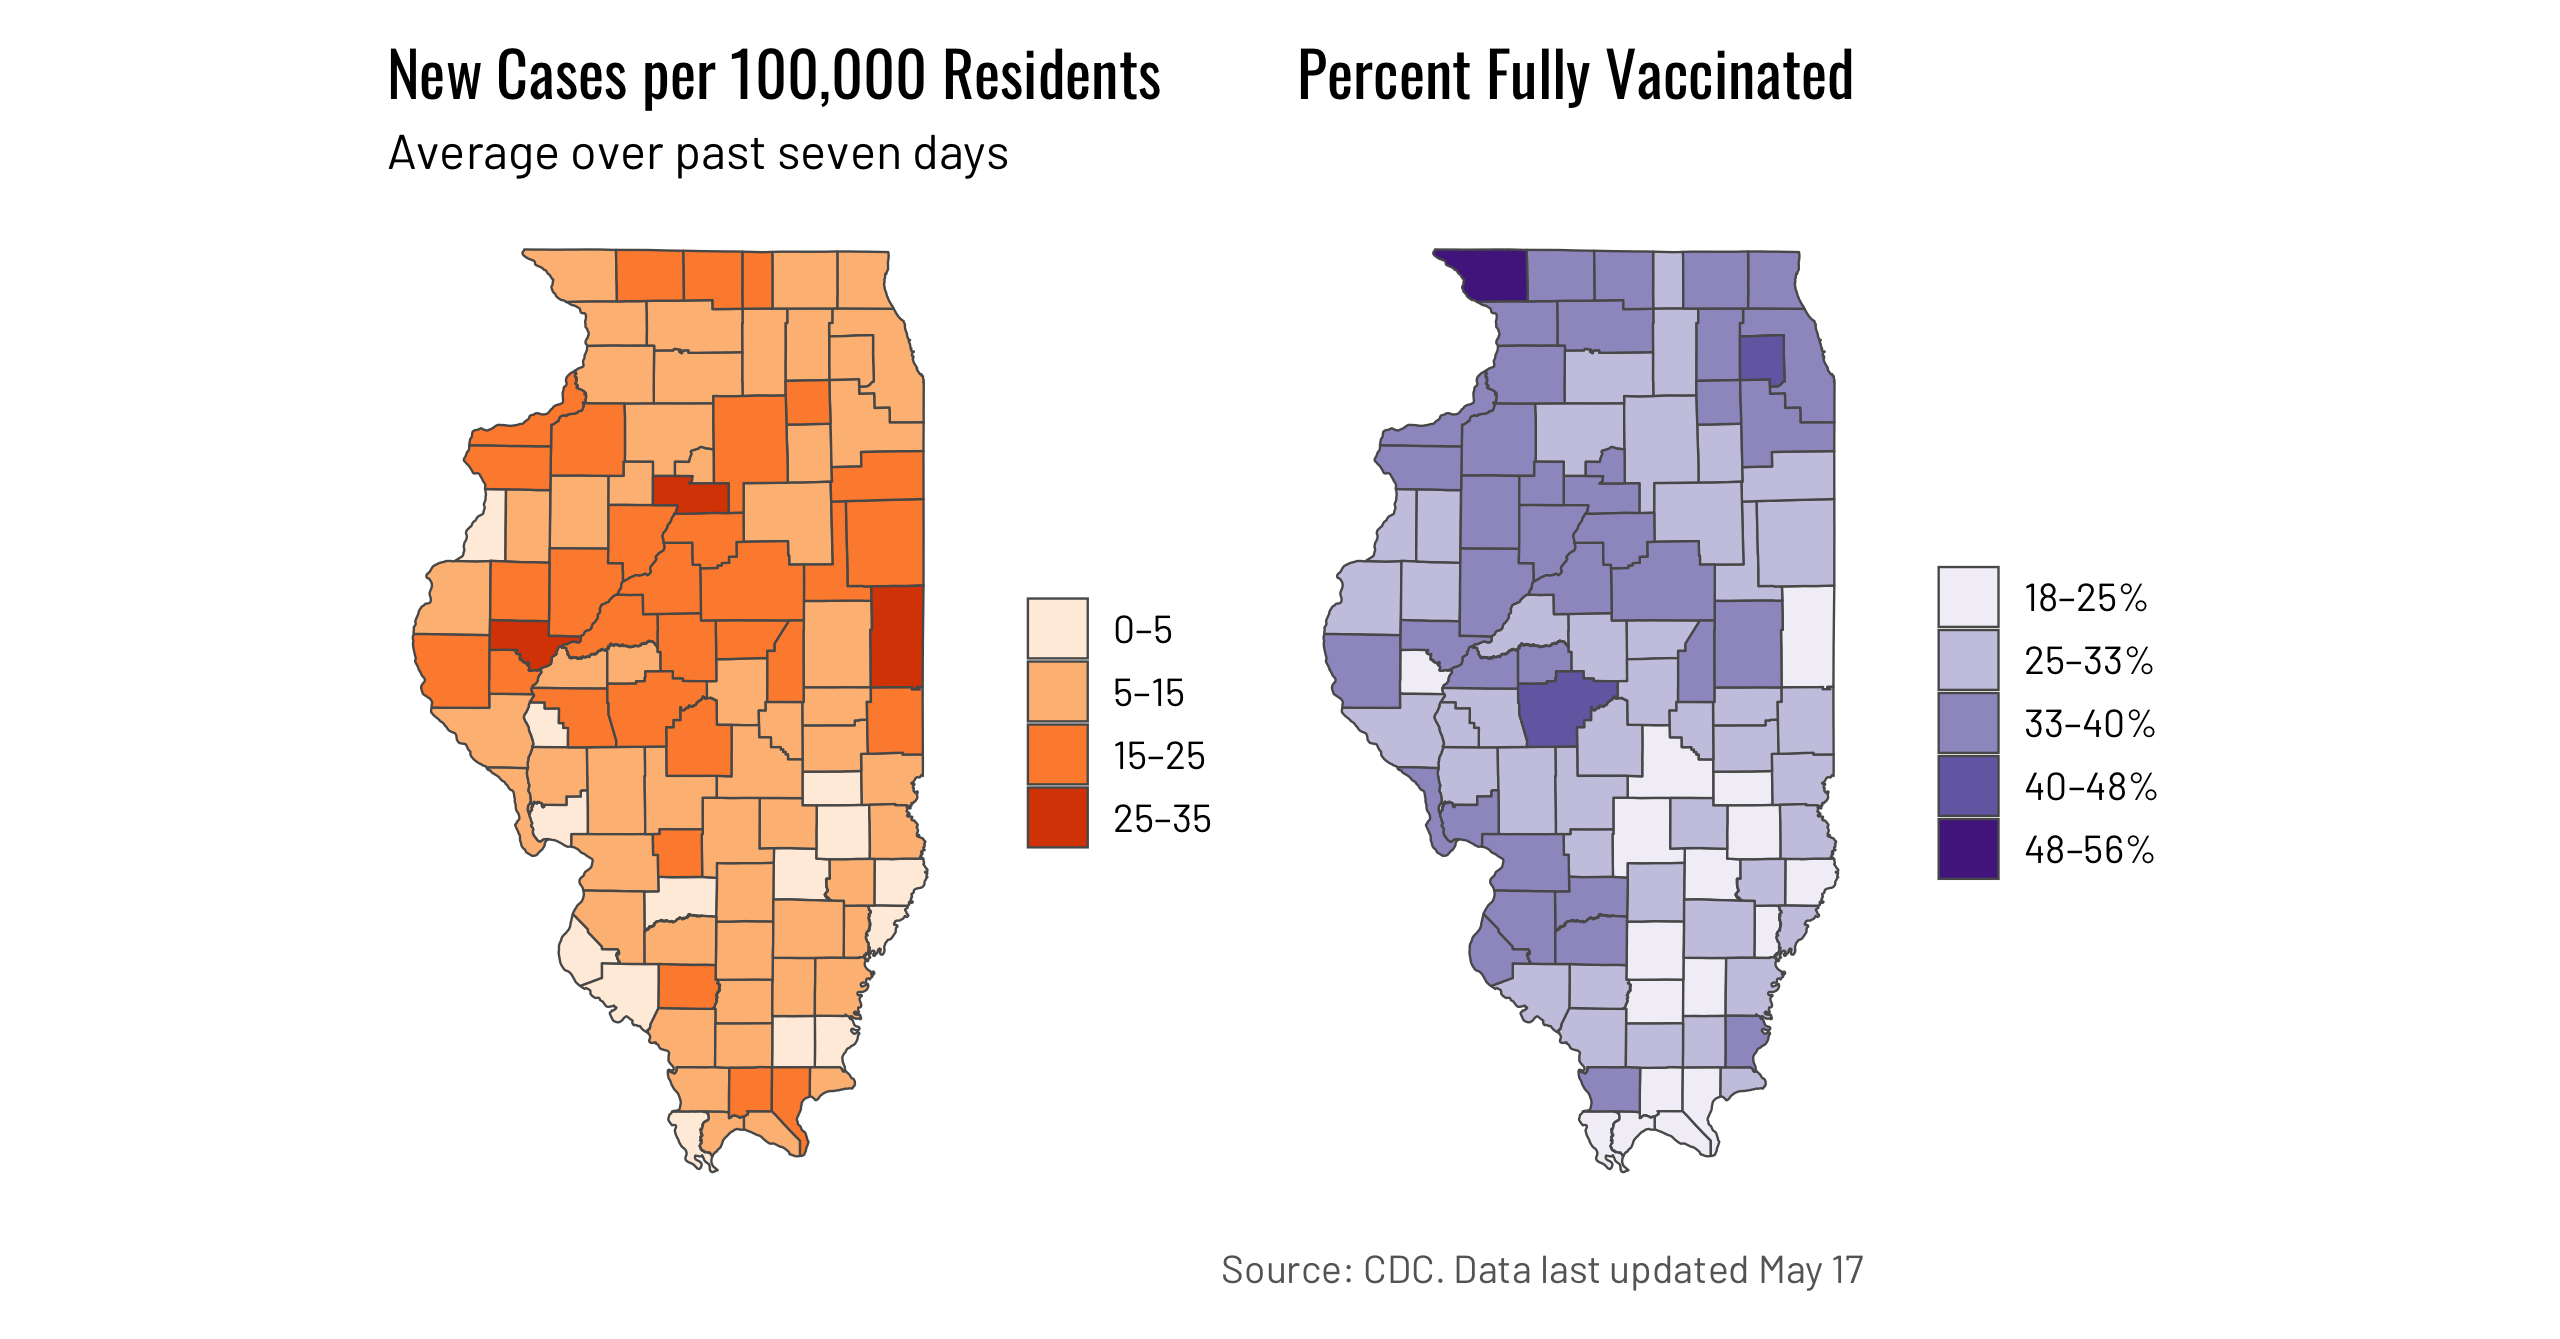 New Cases per 100,000 Residents
Average over past seven days
0–5
5–15
15–25
25–35
Percent Fully Vaccinated
18–25%
25–33%
33–40%
40–48%
48–56%
Source: CDC. Data last updated May 17